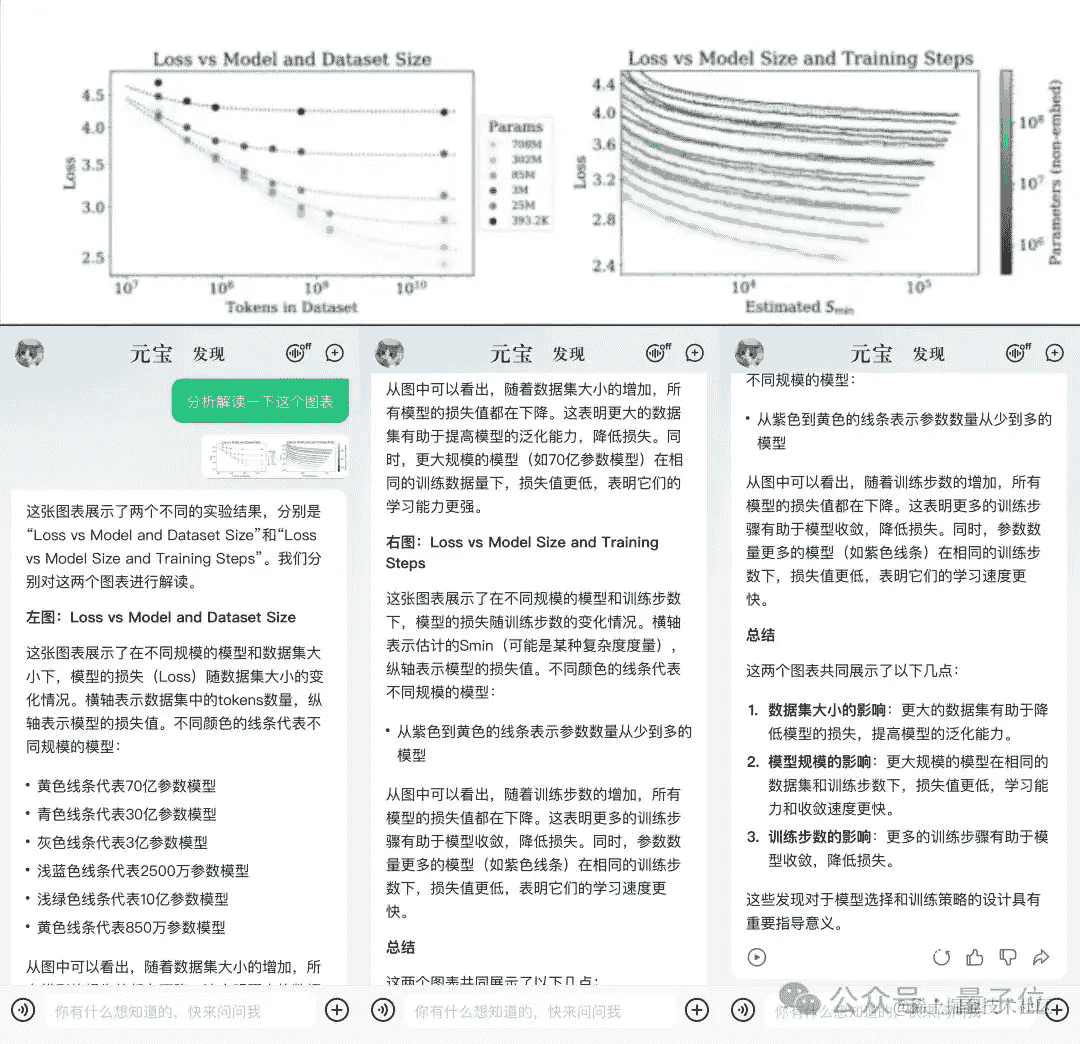 Loss vs Model and Dataset Size
4.5
4.0
3.5
3.0
2.5
Loss
10⁷
10⁸
10⁹
10¹⁰
Tokens in Dataset
Params
708M
302M
85M
3M
25M
393.2K
Loss vs Model Size and Training Steps
4.4
4.0
3.6
3.2
2.8
2.4
Loss
10⁴
10⁵
Estimated Smin
10⁸
10⁷
10⁶
Parameters (non-embed)
元宝 发现
off
分析解读一下这个图表
这张图表展示了两个不同的实验结果，分别是
“Loss vs Model and Dataset Size”和“Loss
vs Model Size and Training Steps”。我们分
别对这两个图表进行解读。
左图：Loss vs Model and Dataset Size
这张图表展示了在不同规模的模型和数据集大
小下，模型的损失（Loss）随数据集大小的变
化情况。横轴表示数据集中的tokens数量，纵
轴表示模型的损失值。不同颜色的线条代表不
同规模的模型：
• 黄色线条代表70亿参数模型
• 青色线条代表30亿参数模型
• 灰色线条代表3亿参数模型
• 浅蓝色线条代表2500万参数模型
• 浅绿色线条代表10亿参数模型
• 黄色线条代表850万参数模型
从图中可以看出，随着数据集大小的增加，所
你有什么想知道的，快来问问我
元宝 发现
off
从图中可以看出，随着数据集大小的增加，所
有模型的损失值都在下降。这表明更大的数据
集有助于提高模型的泛化能力，降低损失。同
时，更大规模的模型（如70亿参数模型）在相
同的训练数据量下，损失值更低，表明它们的
学习能力更强。
右图：Loss vs Model Size and Training
Steps
这张图表展示了在不同规模的模型和训练步数
下，模型的损失随训练步数的变化情况。横轴
表示估计的Smin（可能是某种复杂度度量），
纵轴表示模型的损失值。不同颜色的线条代表
不同规模的模型：
• 从紫色到黄色的线条表示参数数量从少到多的
模型
从图中可以看出，随着训练步数的增加，所有
模型的损失值都在下降。这表明更多的训练步
骤有助于模型收敛，降低损失。同时，参数数
量更多的模型（如紫色线条）在相同的训练步
数下，损失值更低，表明它们的学习速度更
快。
总结
这两个图表共同展示了以下几点：
你有什么想知道的，快来问问我
元宝 发现
off
不同规模的模型：
• 从紫色到黄色的线条表示参数数量从少到多的
模型
从图中可以看出，随着训练步数的增加，所有
模型的损失值都在下降。这表明更多的训练步
骤有助于模型收敛，降低损失。同时，参数数
量更多的模型（如紫色线条）在相同的训练步
数下，损失值更低，表明它们的学习速度更
快。
总结
这两个图表共同展示了以下几点：
1. 数据集大小的影响：更大的数据集有助于降
低模型的损失，提高模型的泛化能力。
2. 模型规模的影响：更大规模的模型在相同的
数据集和训练步数下，损失值更低，学习能
力和收敛速度更快。
3. 训练步数的影响：更多的训练步骤有助于模
型收敛，降低损失。
这些发现对于模型选择和训练策略的设计具有
重要指导意义。
你有什么想知道的，快来问问我
公众号·量子位
@稀土掘金技术社区